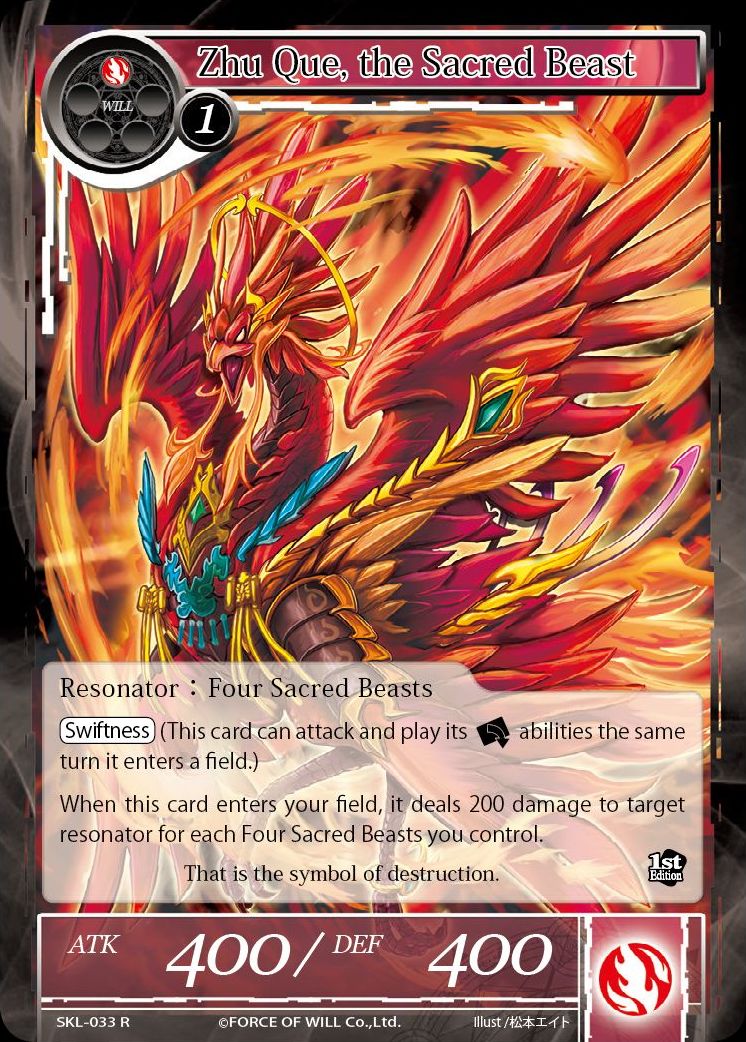 Zhu Que, the Sacred Beast
WILL
1
Resonator : Four Sacred Beasts
Swiftness (This card can attack and play its abilities the same
turn it enters a field.)
When this card enters your field, it deals 200 damage to target
resonator for each Four Sacred Beasts you control.
That is the symbol of destruction.
1st
Edition
ATK 400 / DEF 400
SKL-033 R ©FORCE OF WILL Co.,Ltd. Illust /松本エイト